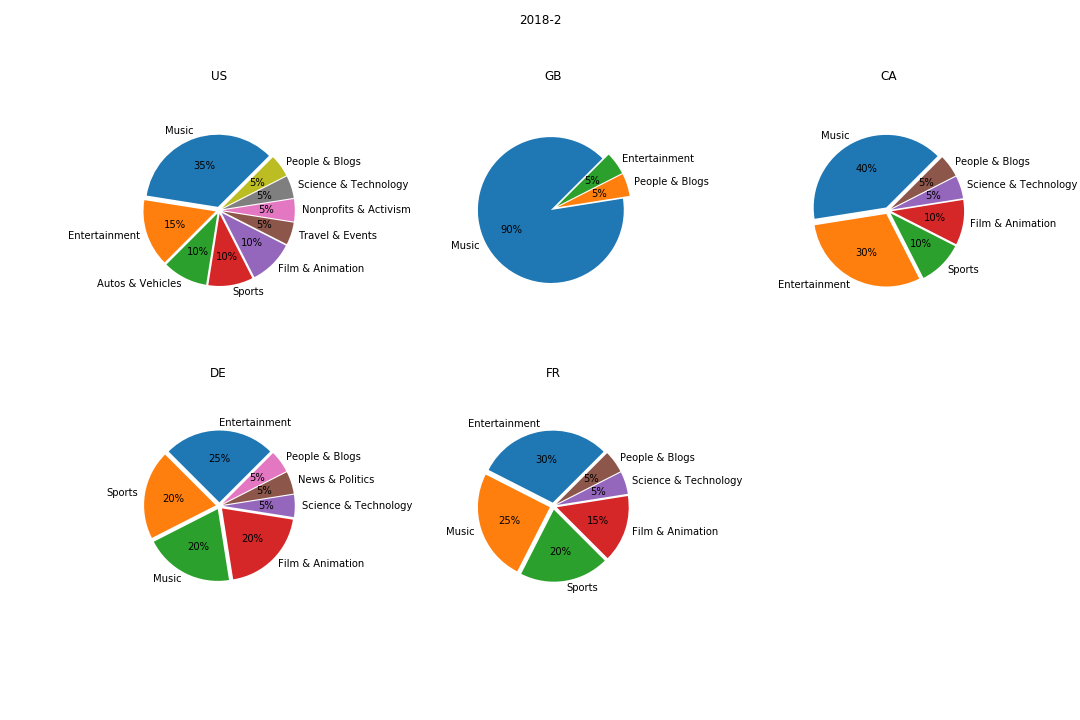 2018-2
US
Music
35%
People & Blogs
5%
Science & Technology
5%
Nonprofits & Activism
5%
Travel & Events
5%
Film & Animation
10%
Sports
10%
Autos & Vehicles
10%
Entertainment
15%
GB
Entertainment
5%
People & Blogs
5%
Music
90%
CA
Music
40%
People & Blogs
5%
Science & Technology
5%
Film & Animation
10%
Sports
10%
Entertainment
30%
DE
Entertainment
25%
People & Blogs
5%
News & Politics
5%
Science & Technology
5%
Film & Animation
20%
Music
20%
Sports
20%
FR
Entertainment
30%
People & Blogs
5%
Science & Technology
5%
Film & Animation
15%
Sports
20%
Music
25%